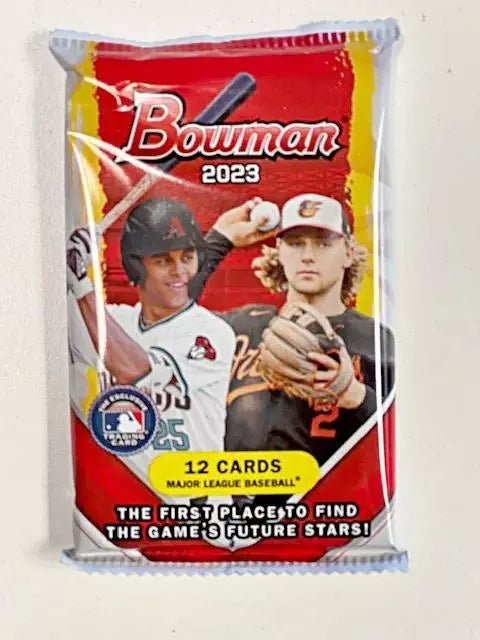 Bowman
2023
A
25
2
THE EXCLUSIVE
TRADING
CARD
12 CARDS
MAJOR LEAGUE BASEBALL®
THE FIRST PLACE TO FIND
THE GAME'S FUTURE STARS!